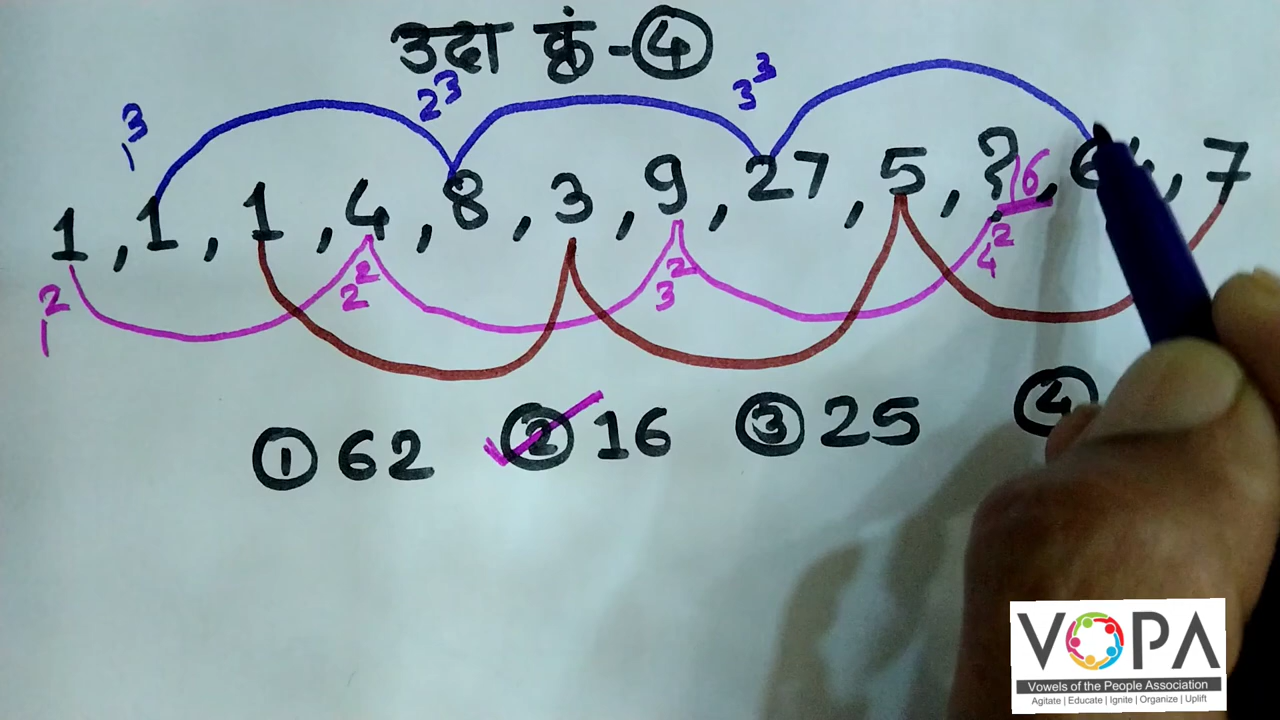 उदा क्रं-④
1³ 2³ 3³
1, 1, 1, 4, 8, 3, 9, 27, 5, ? 16, 64, 7
1² 2² 3² 4²
① 62 ② 16 ③ 25 ④
VOPA
Vowels of the People Association
Agitate | Educate | Ignite | Organize | Uplift